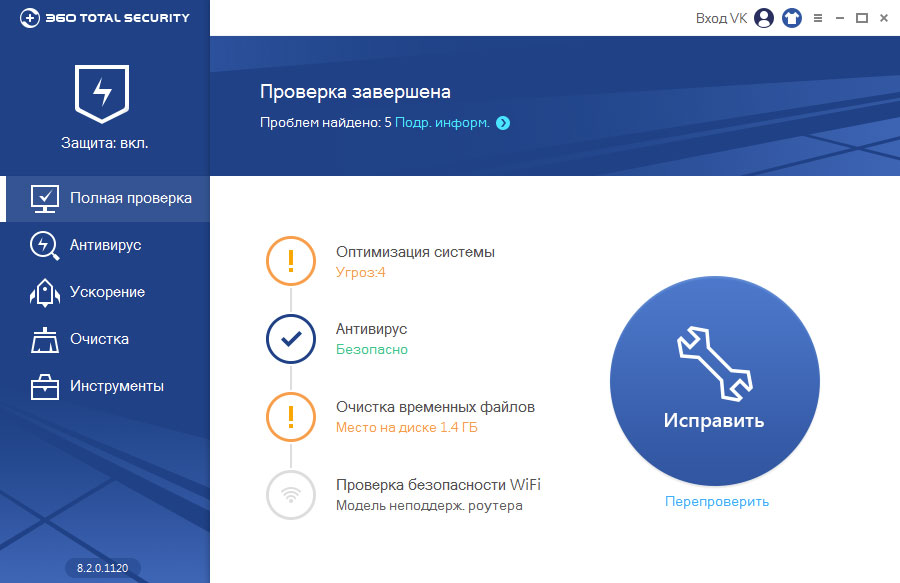 360 TOTAL SECURITY
Вход VK
Защита: вкл.
Полная проверка
Антивирус
Ускорение
Очистка
Инструменты
8.2.0.1120
Проверка завершена
Проблем найдено: 5 Подр. информ.
Оптимизация системы
Угроз:4
Антивирус
Безопасно
Очистка временных файлов
Место на диске 1.4 ГБ
Проверка безопасности WiFi
Модель неподдерж. роутера
Исправить
Перепроверить